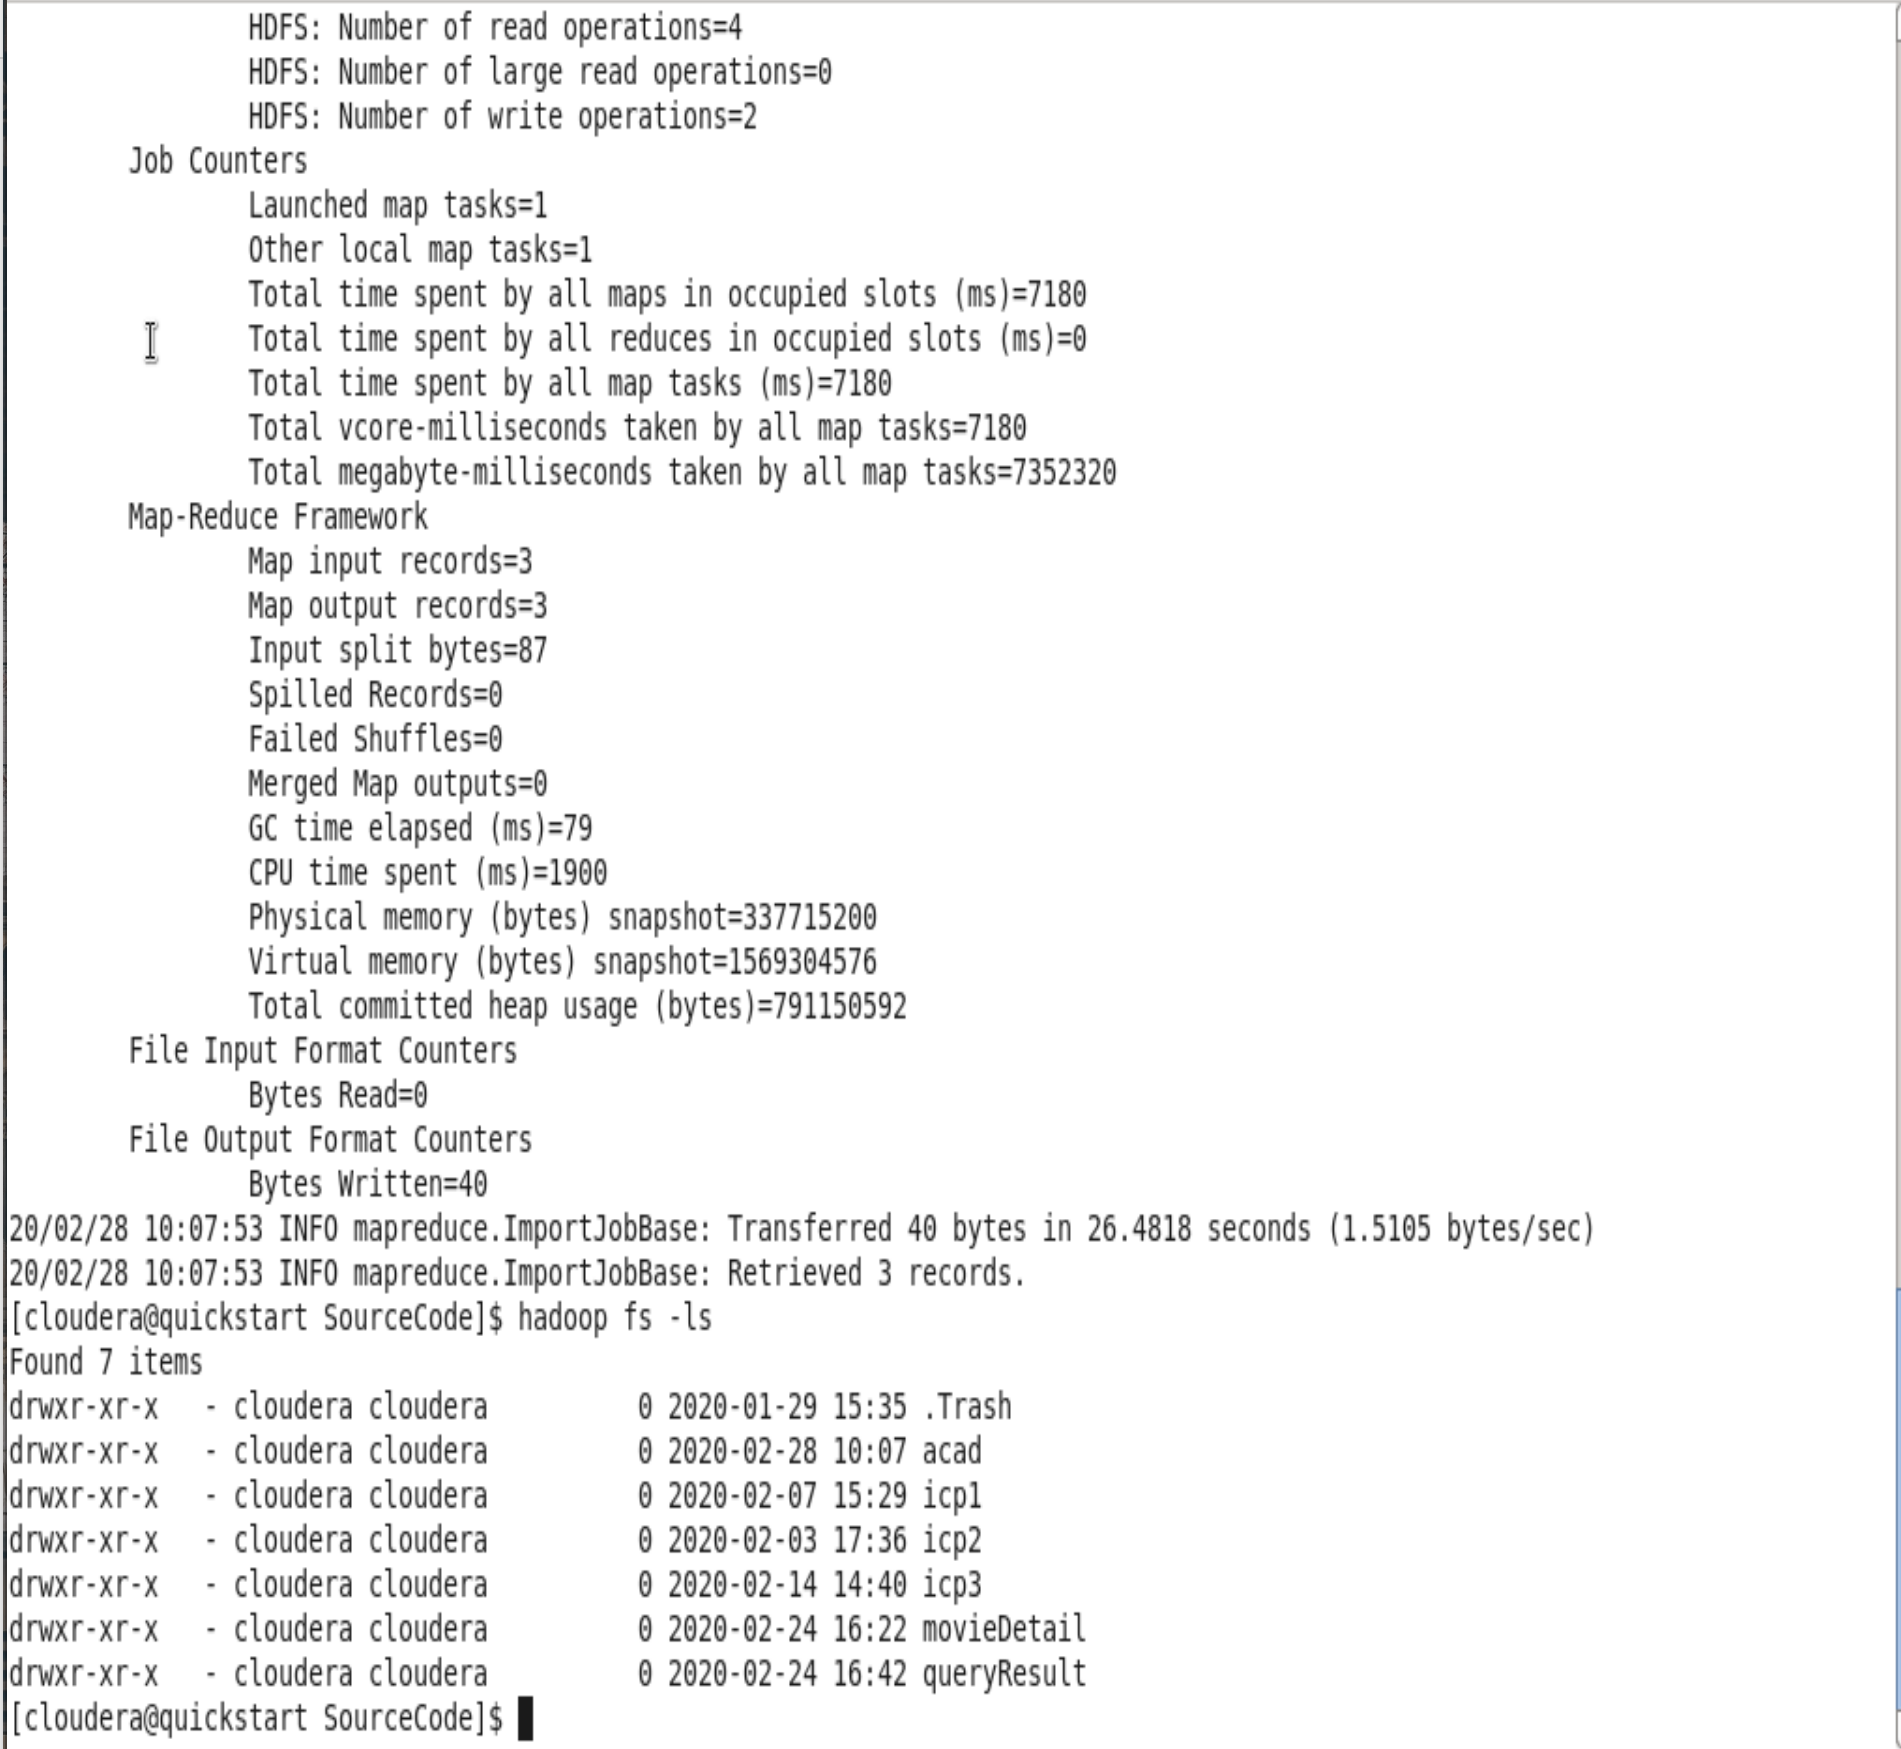 HDFS: Number of read operations=4
HDFS: Number of large read operations=0
HDFS: Number of write operations=2
Job Counters
Launched map tasks=1
Other local map tasks=1
Total time spent by all maps in occupied slots (ms)=7180
Total time spent by all reduces in occupied slots (ms)=0
Total time spent by all map tasks (ms)=7180
Total vcore-milliseconds taken by all map tasks=7180
Total megabyte-milliseconds taken by all map tasks=7352320
Map-Reduce Framework
Map input records=3
Map output records=3
Input split bytes=87
Spilled Records=0
Failed Shuffles=0
Merged Map outputs=0
GC time elapsed (ms)=79
CPU time spent (ms)=1900
Physical memory (bytes) snapshot=337715200
Virtual memory (bytes) snapshot=1569304576
Total committed heap usage (bytes)=791150592
File Input Format Counters
Bytes Read=0
File Output Format Counters
Bytes Written=40
20/02/28 10:07:53 INFO mapreduce.ImportJobBase: Transferred 40 bytes in 26.4818 seconds (1.5105 bytes/sec)
20/02/28 10:07:53 INFO mapreduce.ImportJobBase: Retrieved 3 records.
[cloudera@quickstart SourceCode]$ hadoop fs -ls
Found 7 items
drwxr-xr-x   - cloudera cloudera          0 2020-01-29 15:35 .Trash
drwxr-xr-x   - cloudera cloudera          0 2020-02-28 10:07 acad
drwxr-xr-x   - cloudera cloudera          0 2020-02-07 15:29 icp1
drwxr-xr-x   - cloudera cloudera          0 2020-02-03 17:36 icp2
drwxr-xr-x   - cloudera cloudera          0 2020-02-14 14:40 icp3
drwxr-xr-x   - cloudera cloudera          0 2020-02-24 16:22 movieDetail
drwxr-xr-x   - cloudera cloudera          0 2020-02-24 16:42 queryResult
[cloudera@quickstart SourceCode]$